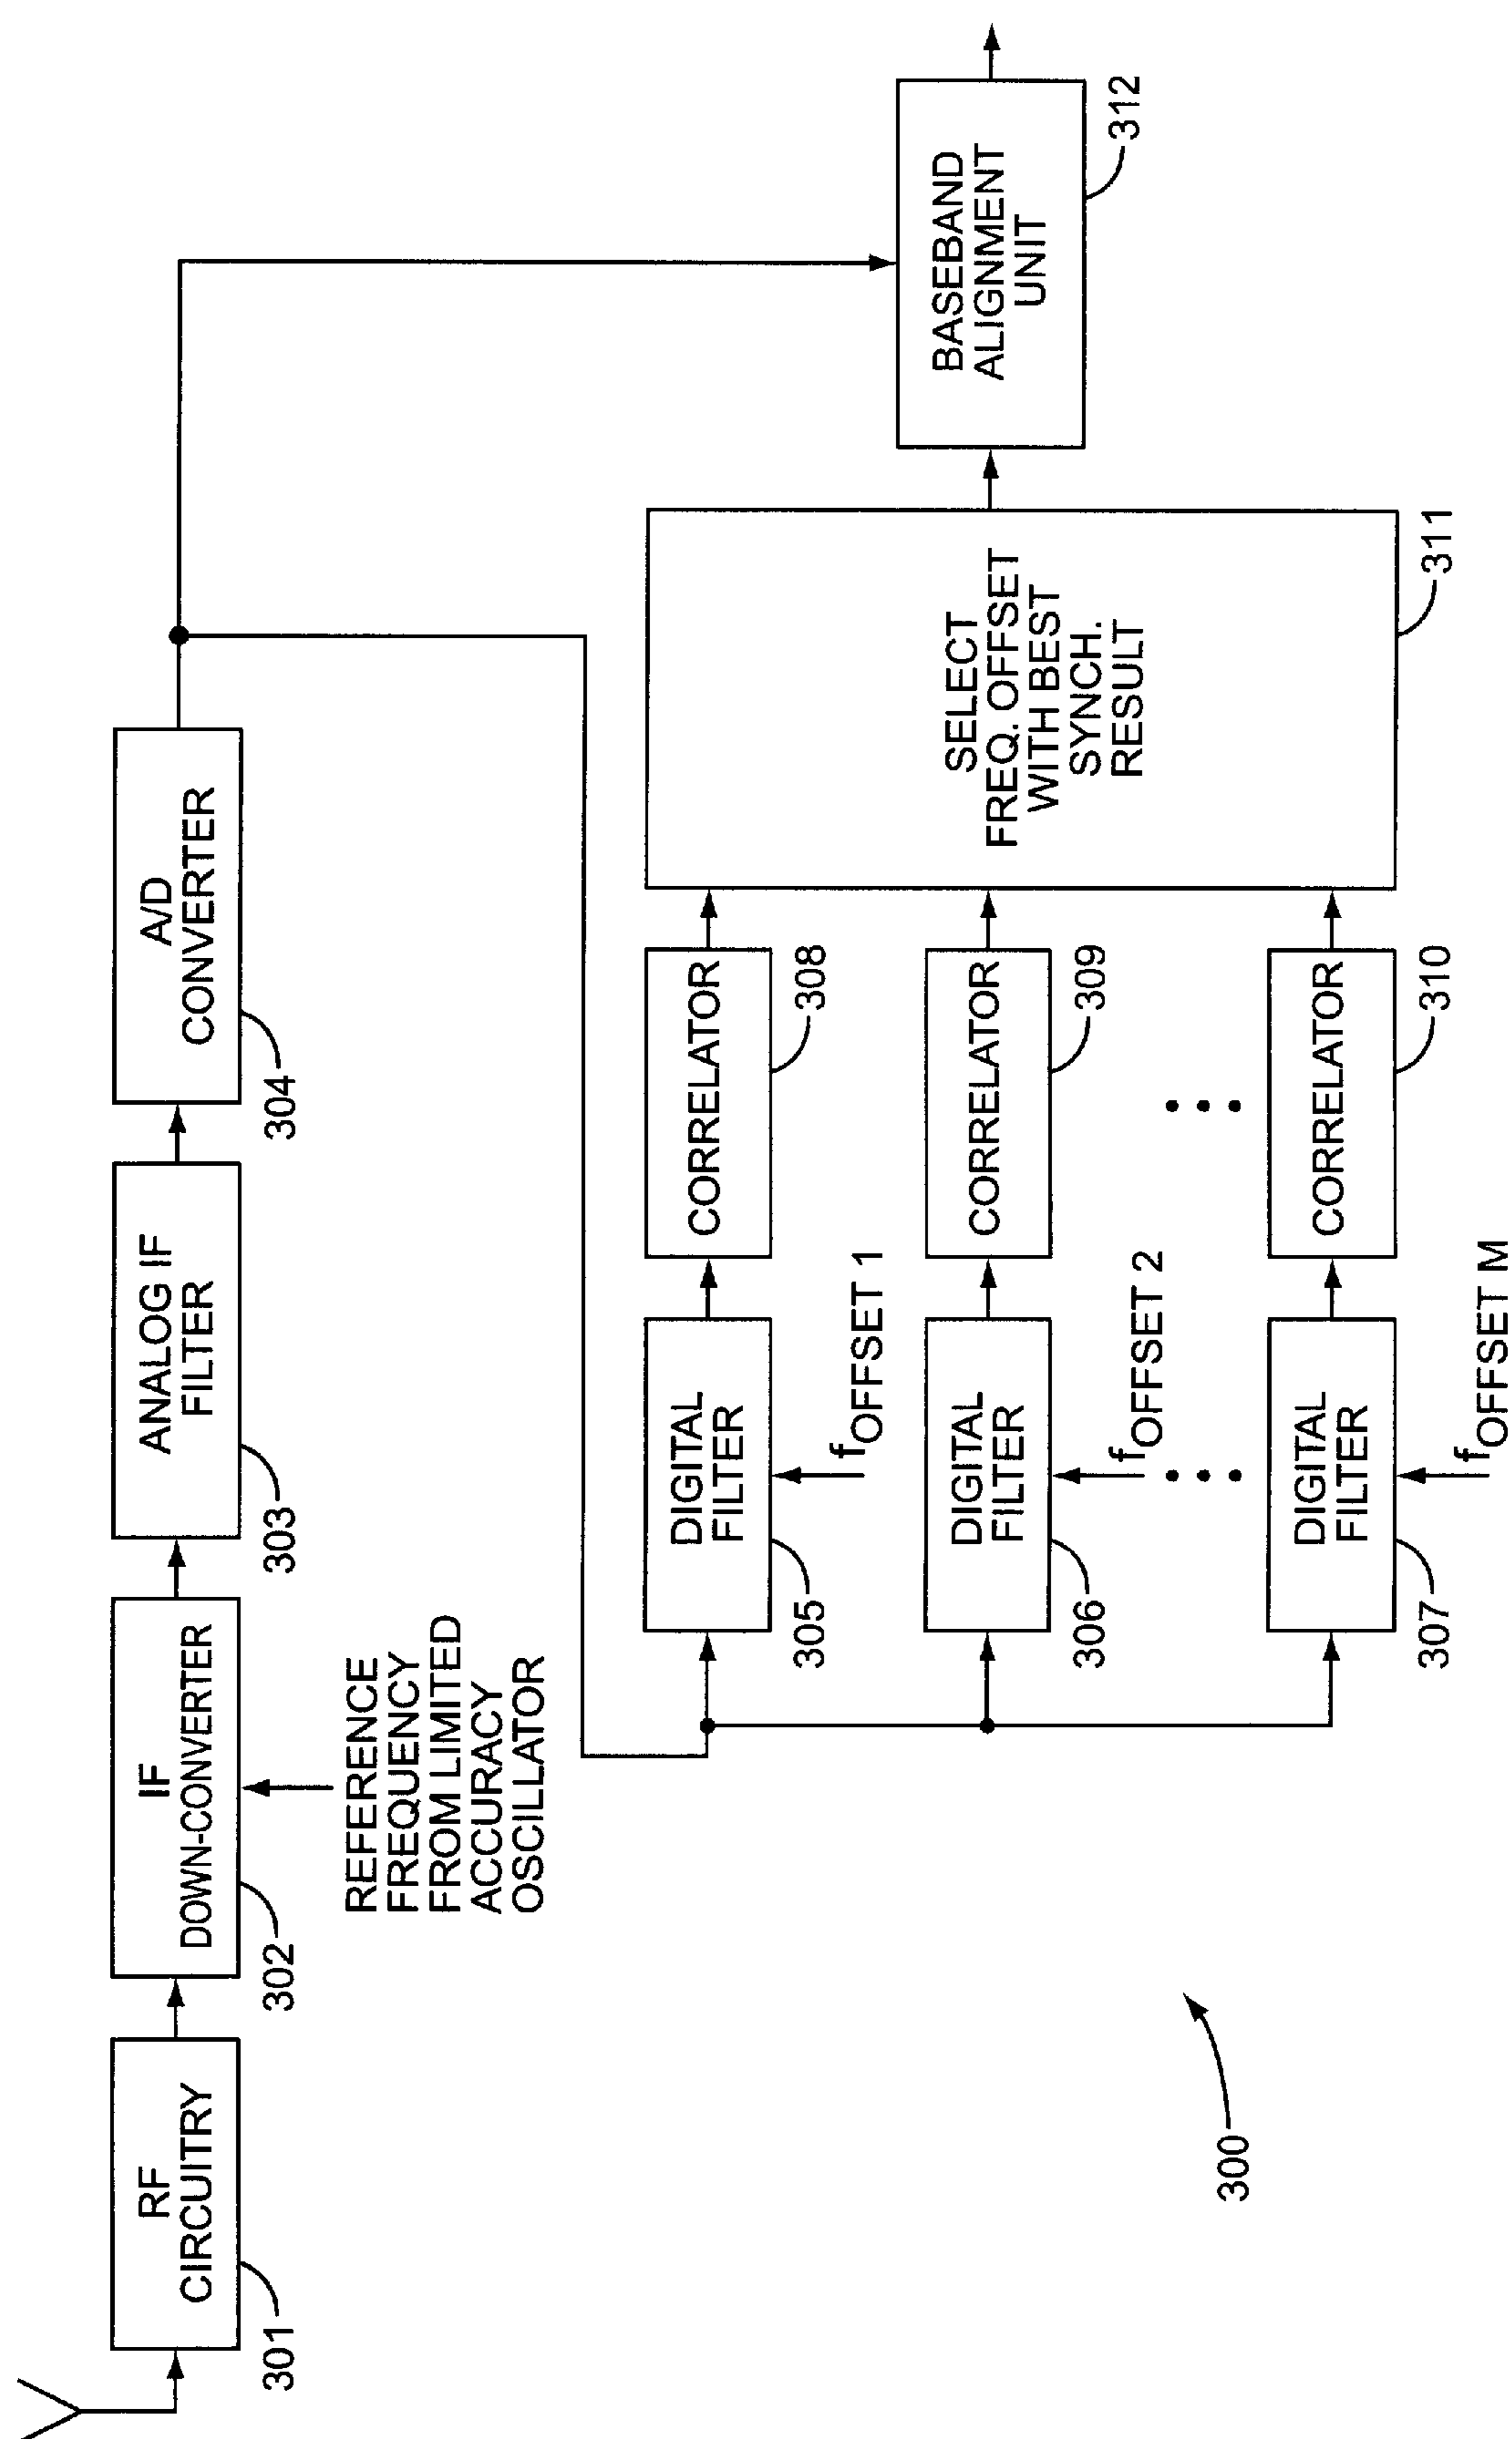 RF
CIRCUITRY
301
IF
DOWN-CONVERTER
302
REFERENCE
FREQUENCY
FROM LIMITED
ACCURACY
OSCILLATOR
ANALOG IF
FILTER
303
A/D
CONVERTER
304
DIGITAL
FILTER
305
fOFFSET 1
CORRELATOR
308
DIGITAL
FILTER
306
fOFFSET 2
CORRELATOR
309
DIGITAL
FILTER
307
fOFFSET M
CORRELATOR
310
SELECT
FREQ. OFFSET
WITH BEST
SYNCH.
RESULT
311
BASEBAND
ALIGNMENT
UNIT
312
300